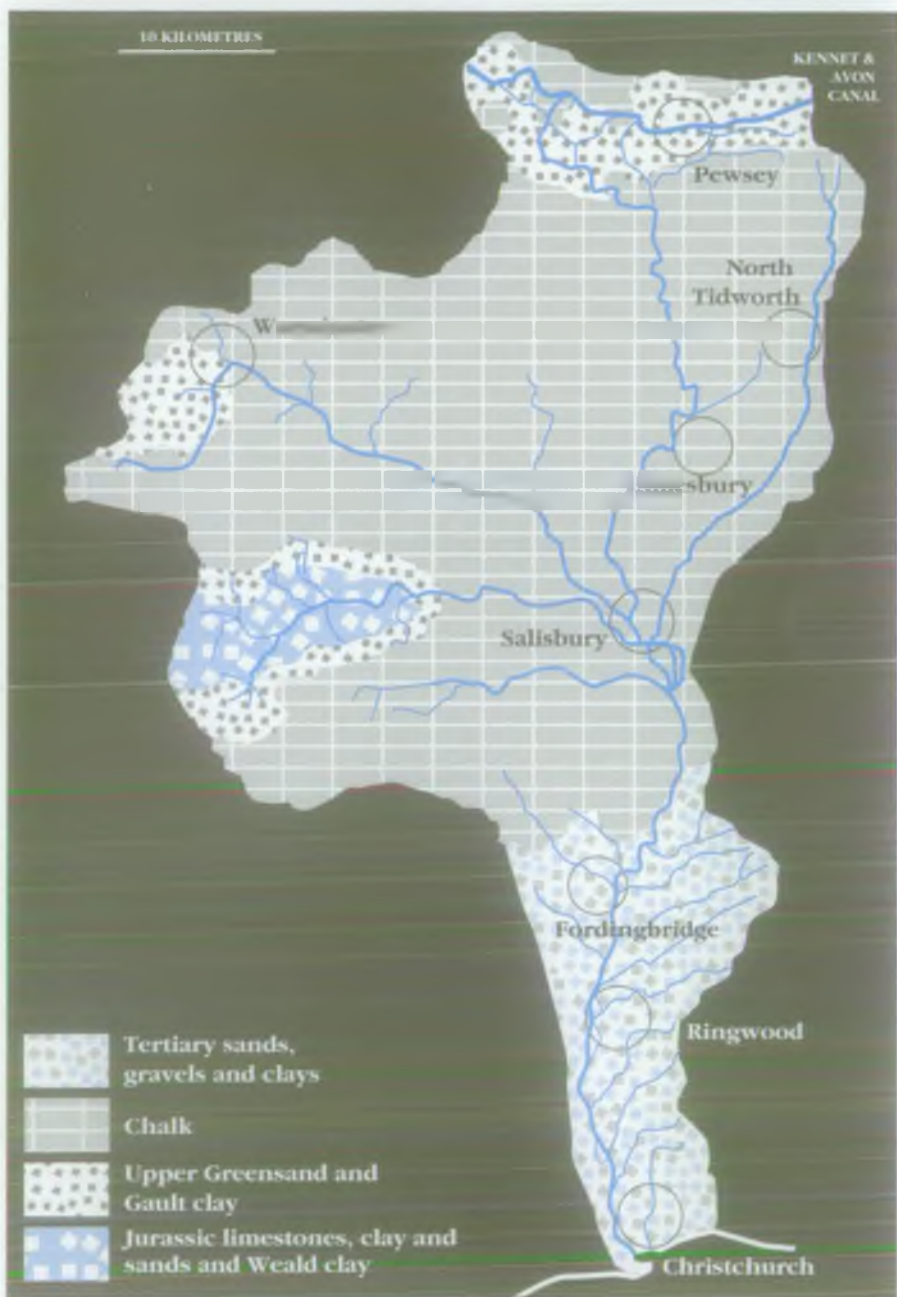 10 KILOMETRES
KENNET &
AVON
CANAL
Pewsey
North
Tidworth
W
sbury
Salisbury
Fordingbridge
Ringwood
Tertiary sands,
gravels and clays
Chalk
Upper Greensand and
Gault clay
Jurassic limestones, clay and
sands and Weald clay
Christchurch